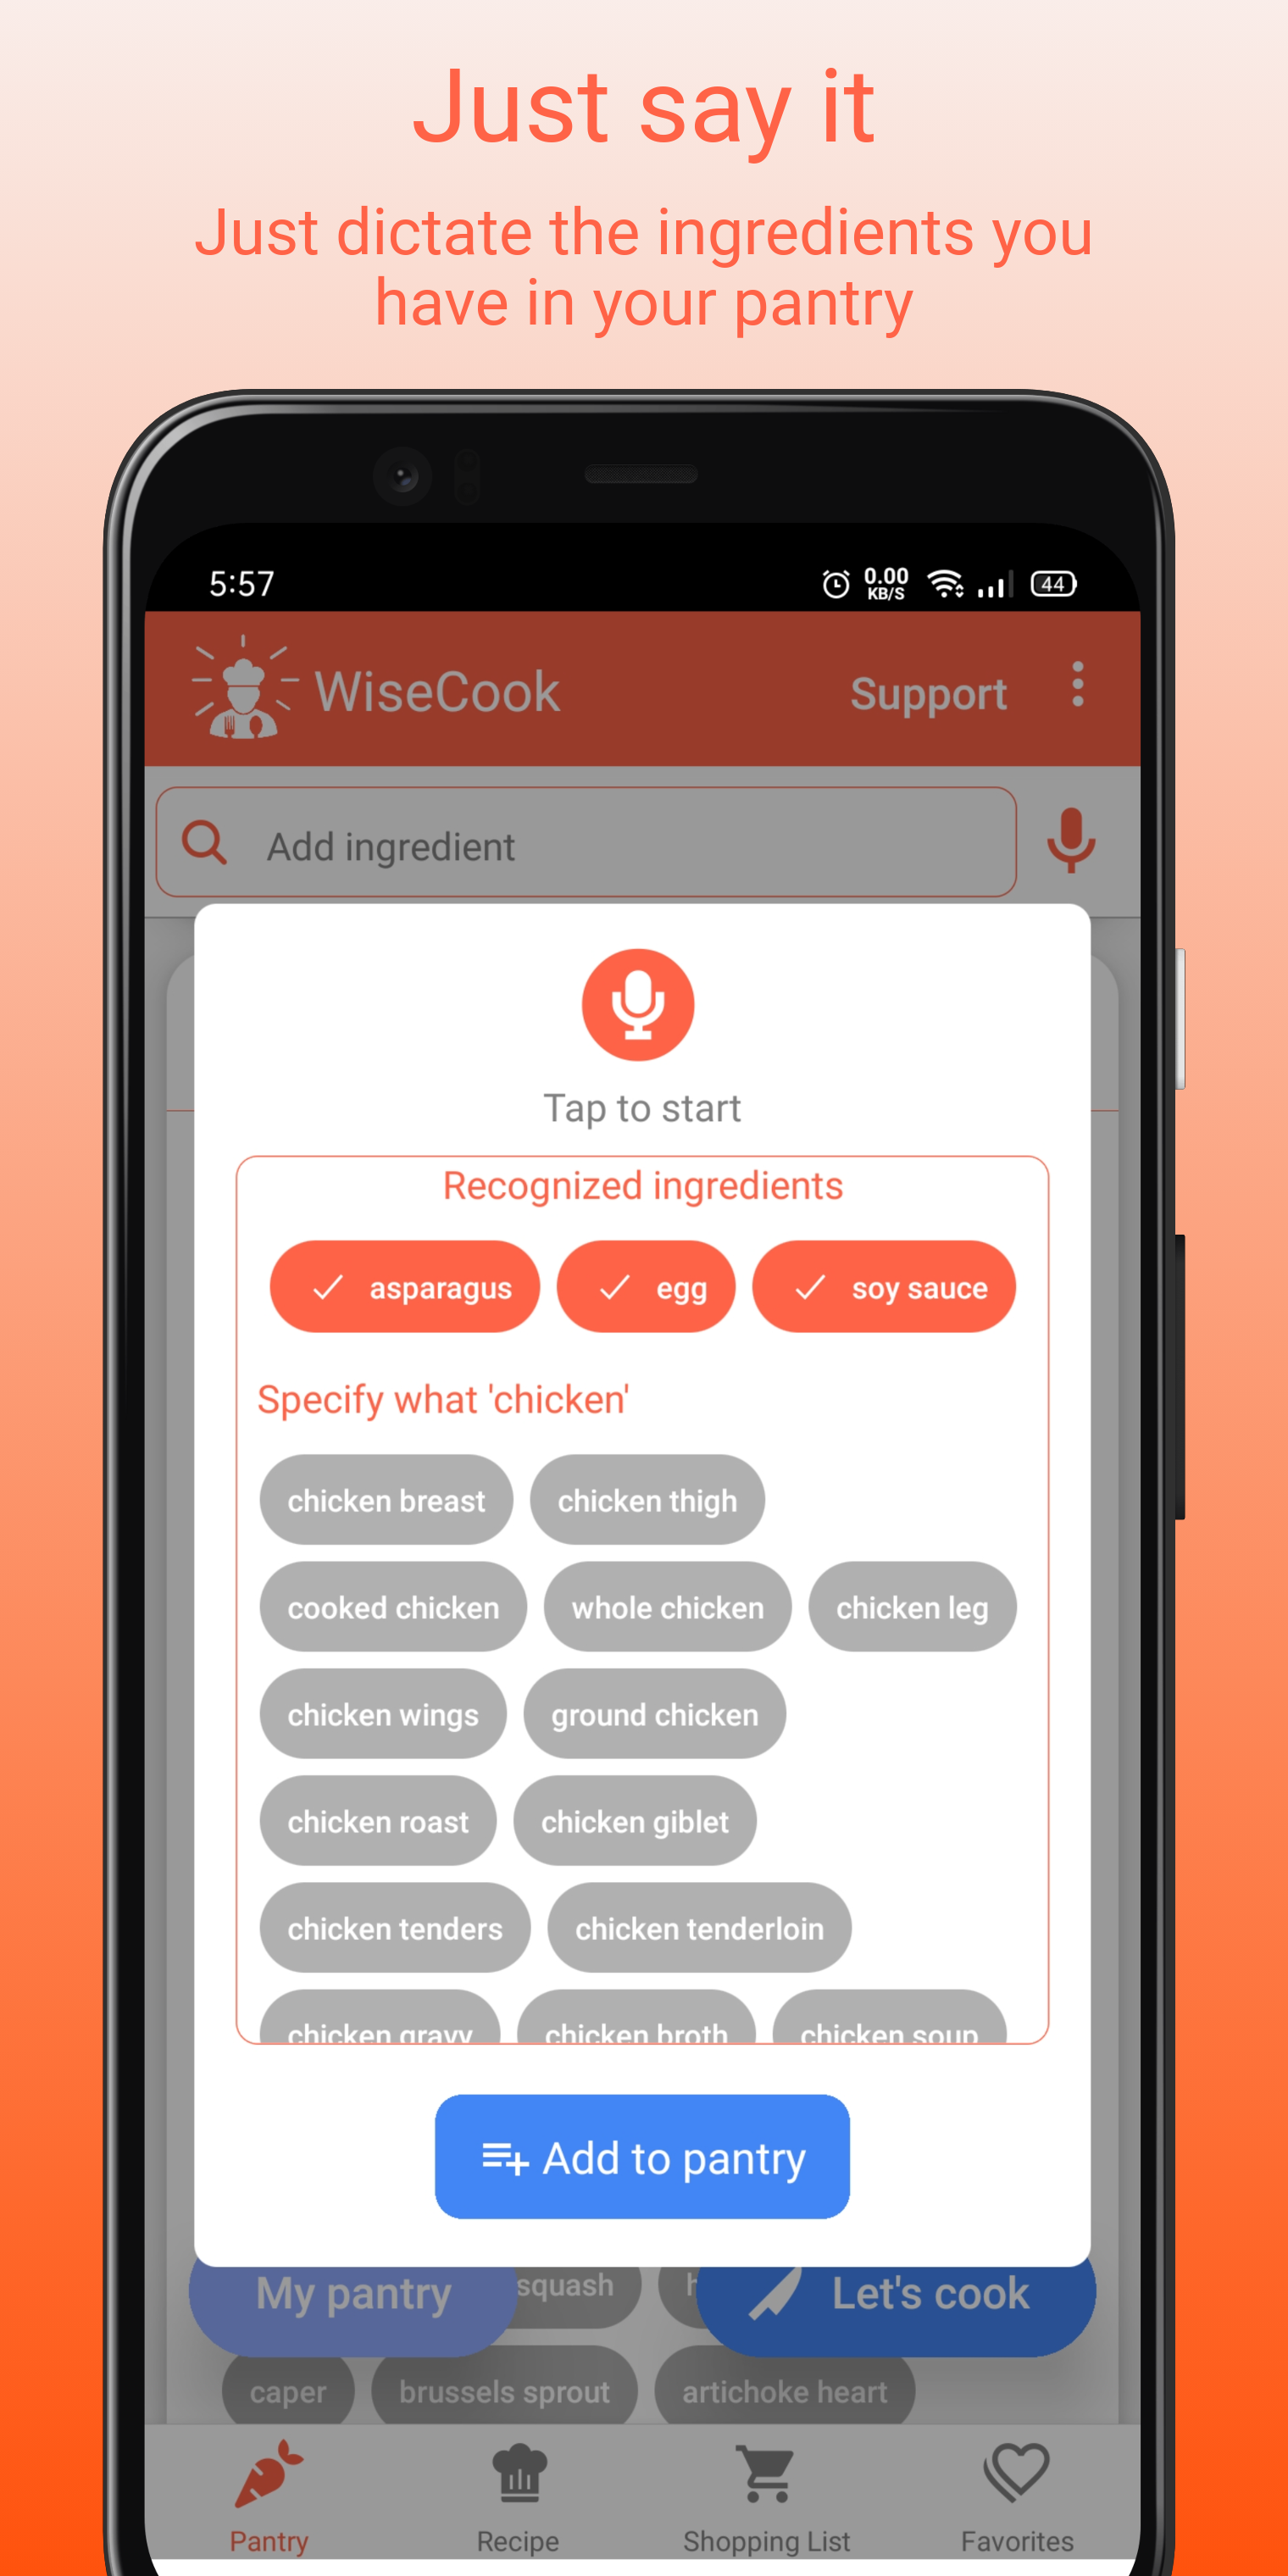 Just say it
Just dictate the ingredients you
have in your pantry
5:57
0.00
KB/S
44
WiseCook
Support
Add ingredient
Tap to start
Recognized ingredients
asparagus egg soy sauce
Specify what 'chicken'
chicken breast chicken thigh
cooked chicken whole chicken chicken leg
chicken wings ground chicken
chicken roast chicken giblet
chicken tenders chicken tenderloin
chicken gravy chicken broth chicken soup
Add to pantry
My pantry squash Let's cook
caper brussels sprout artichoke heart
Pantry Recipe Shopping List Favorites